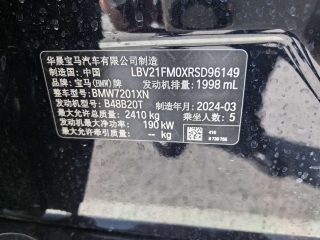 华晨宝马汽车有限公司制造
制造国: 中国 LBV21FM0XRSD96149
品牌: 宝马(BMW)牌 发动机排量: 1998 mL
整车型号: BMW7201XN
发动机型号: B48B20T 制造年月: 2024-03
最大允许总质量: 2410 kg 乘坐人数: 5
发动机最大净功率: 190 kW
最大允许牵引质量: -- kg